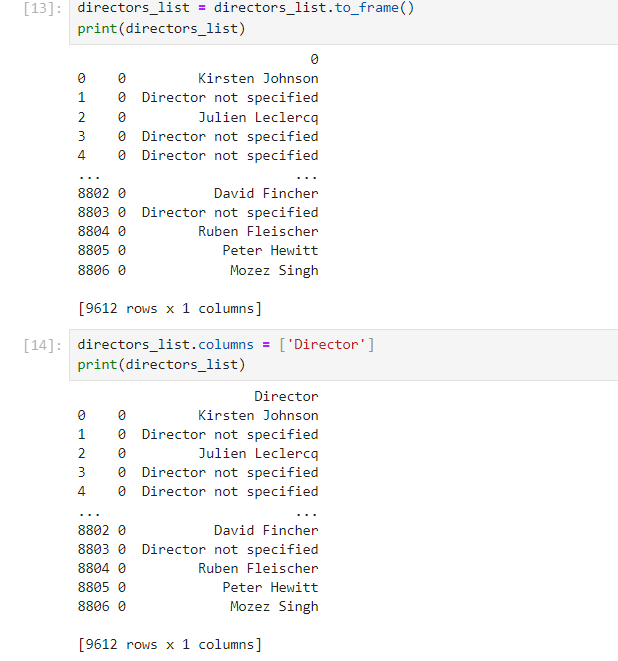 [13]: directors_list = directors_list.to_frame()
print(directors_list)
0
0 0 Kirsten Johnson
1 0 Director not specified
2 0 Julien Leclercq
3 0 Director not specified
4 0 Director not specified
... ...
8802 0 David Fincher
8803 0 Director not specified
8804 0 Ruben Fleischer
8805 0 Peter Hewitt
8806 0 Mozez Singh
[9612 rows x 1 columns]
[14]: directors_list.columns = ['Director']
print(directors_list)
Director
0 0 Kirsten Johnson
1 0 Director not specified
2 0 Julien Leclercq
3 0 Director not specified
4 0 Director not specified
... ...
8802 0 David Fincher
8803 0 Director not specified
8804 0 Ruben Fleischer
8805 0 Peter Hewitt
8806 0 Mozez Singh
[9612 rows x 1 columns]